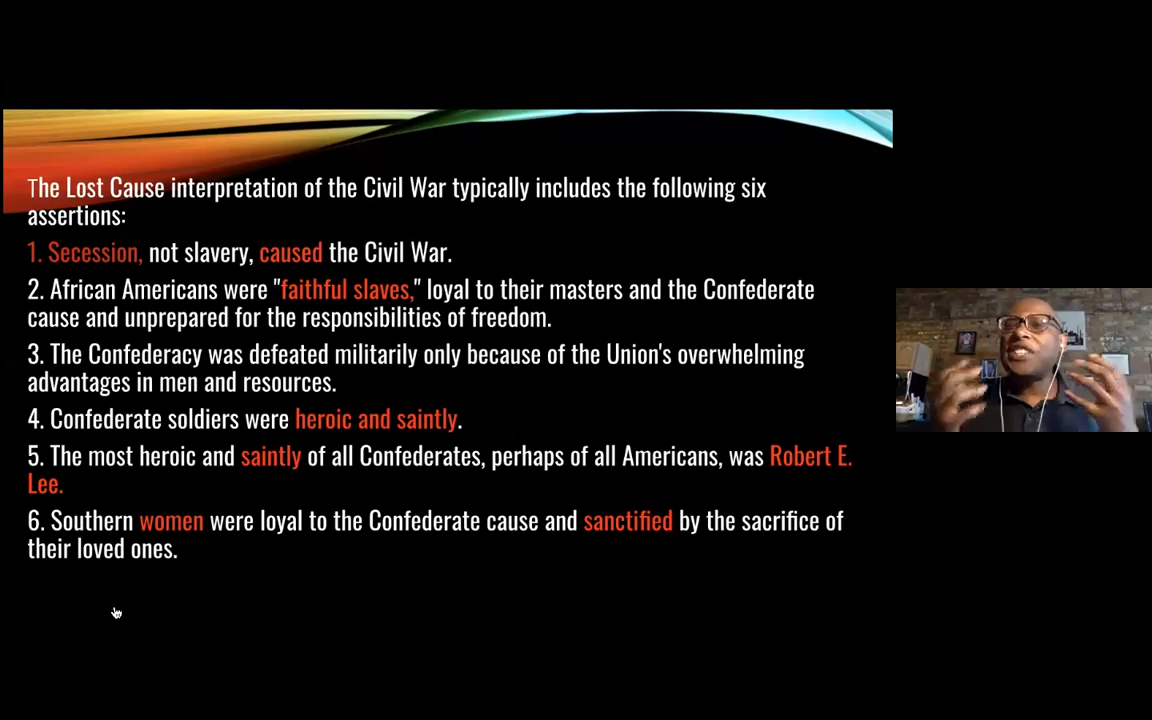 The Lost Cause interpretation of the Civil War typically includes the following six
assertions:
1. Secession, not slavery, caused the Civil War.
2. African Americans were "faithful slaves," loyal to their masters and the Confederate
cause and unprepared for the responsibilities of freedom.
3. The Confederacy was defeated militarily only because of the Union's overwhelming
advantages in men and resources.
4. Confederate soldiers were heroic and saintly.
5. The most heroic and saintly of all Confederates, perhaps of all Americans, was Robert E.
Lee.
6. Southern women were loyal to the Confederate cause and sanctified by the sacrifice of
their loved ones.